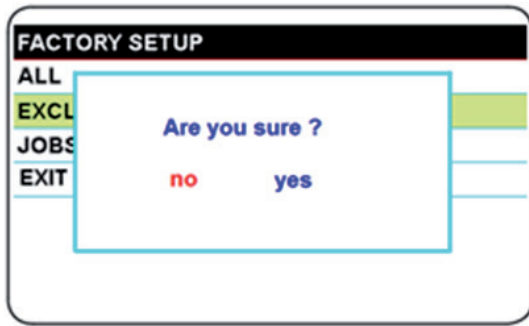 FACTORY SETUP
ALL
EXCL
JOBS
EXIT
Are you sure ?
no yes